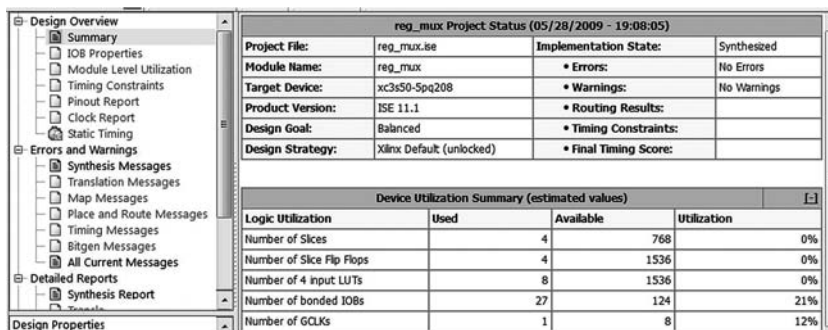 Design Overview
Summary
IOB Properties
Module Level Utilization
Timing Constraints
Pinout Report
Clock Report
Static Timing
Errors and Warnings
Synthesis Messages
Translation Messages
Map Messages
Place and Route Messages
Timing Messages
Bitgen Messages
All Current Messages
Detailed Reports
Synthesis Report
Design Properties
reg_mux Project Status (05/28/2009 - 19:08:05)
Project File: reg_mux.ise Implementation State: Synthesized
Module Name: reg_mux • Errors: No Errors
Target Device: xc3s50-5pq208 • Warnings: No Warnings
Product Version: ISE 11.1 • Routing Results:
Design Goal: Balanced • Timing Constraints:
Design Strategy: Xilinx Default (unlocked) • Final Timing Score:
Device Utilization Summary (estimated values) [-]
Logic Utilization Used Available Utilization
Number of Slices 4 768 0%
Number of Slice Flip Flops 4 1536 0%
Number of 4 input LUTs 8 1536 0%
Number of bonded IOBs 27 124 21%
Number of GCLKs 1 8 12%